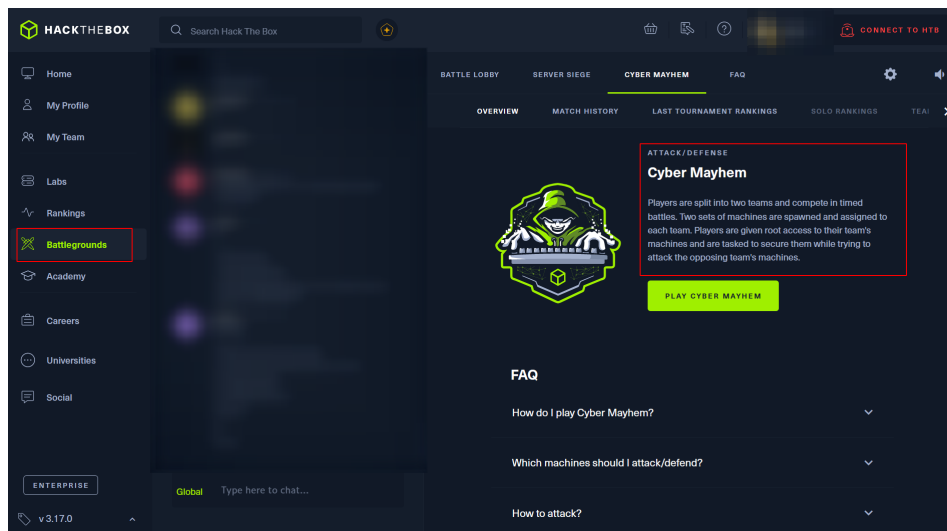 HACKTHEBOX
Search Hack The Box
CONNECT TO HTB
Home
My Profile
My Team
Labs
Rankings
Battlegrounds
Academy
Careers
Universities
Social
ENTERPRISE
v 3.17.0
Global
Type here to chat...
BATTLE LOBBY
SERVER SIEGE
CYBER MAYHEM
FAQ
OVERVIEW
MATCH HISTORY
LAST TOURNAMENT RANKINGS
SOLO RANKINGS
TEA
ATTACK/DEFENSE
Cyber Mayhem
Players are split into two teams and compete in timed
battles. Two sets of machines are spawned and assigned to
each team. Players are given root access to their team's
machines and are tasked to secure them while trying to
attack the opposing team's machines.
PLAY CYBER MAYHEM
FAQ
How do I play Cyber Mayhem?
Which machines should I attack/defend?
How to attack?